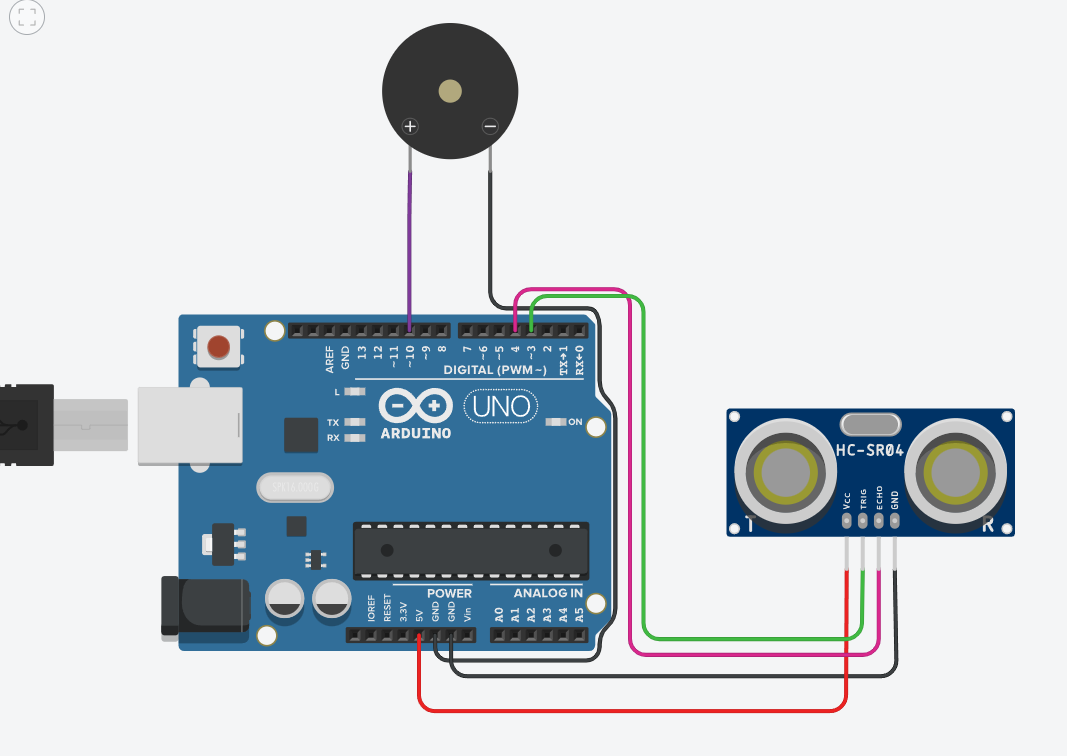 + −
AREF
GND
13
12
~11
~10
~9
8
7
~6
~5
4
~3
2
TX→1
RX←0
DIGITAL (PWM~)
L
TX
RX
ARDUINO
UNO
ON
HC-SR04
VCC
TRIG
ECHO
GND
T
R
POWER
ANALOG IN
IOREF
RESET
3.3V
5V
GND
GND
Vin
A0
A1
A2
A3
A4
A5